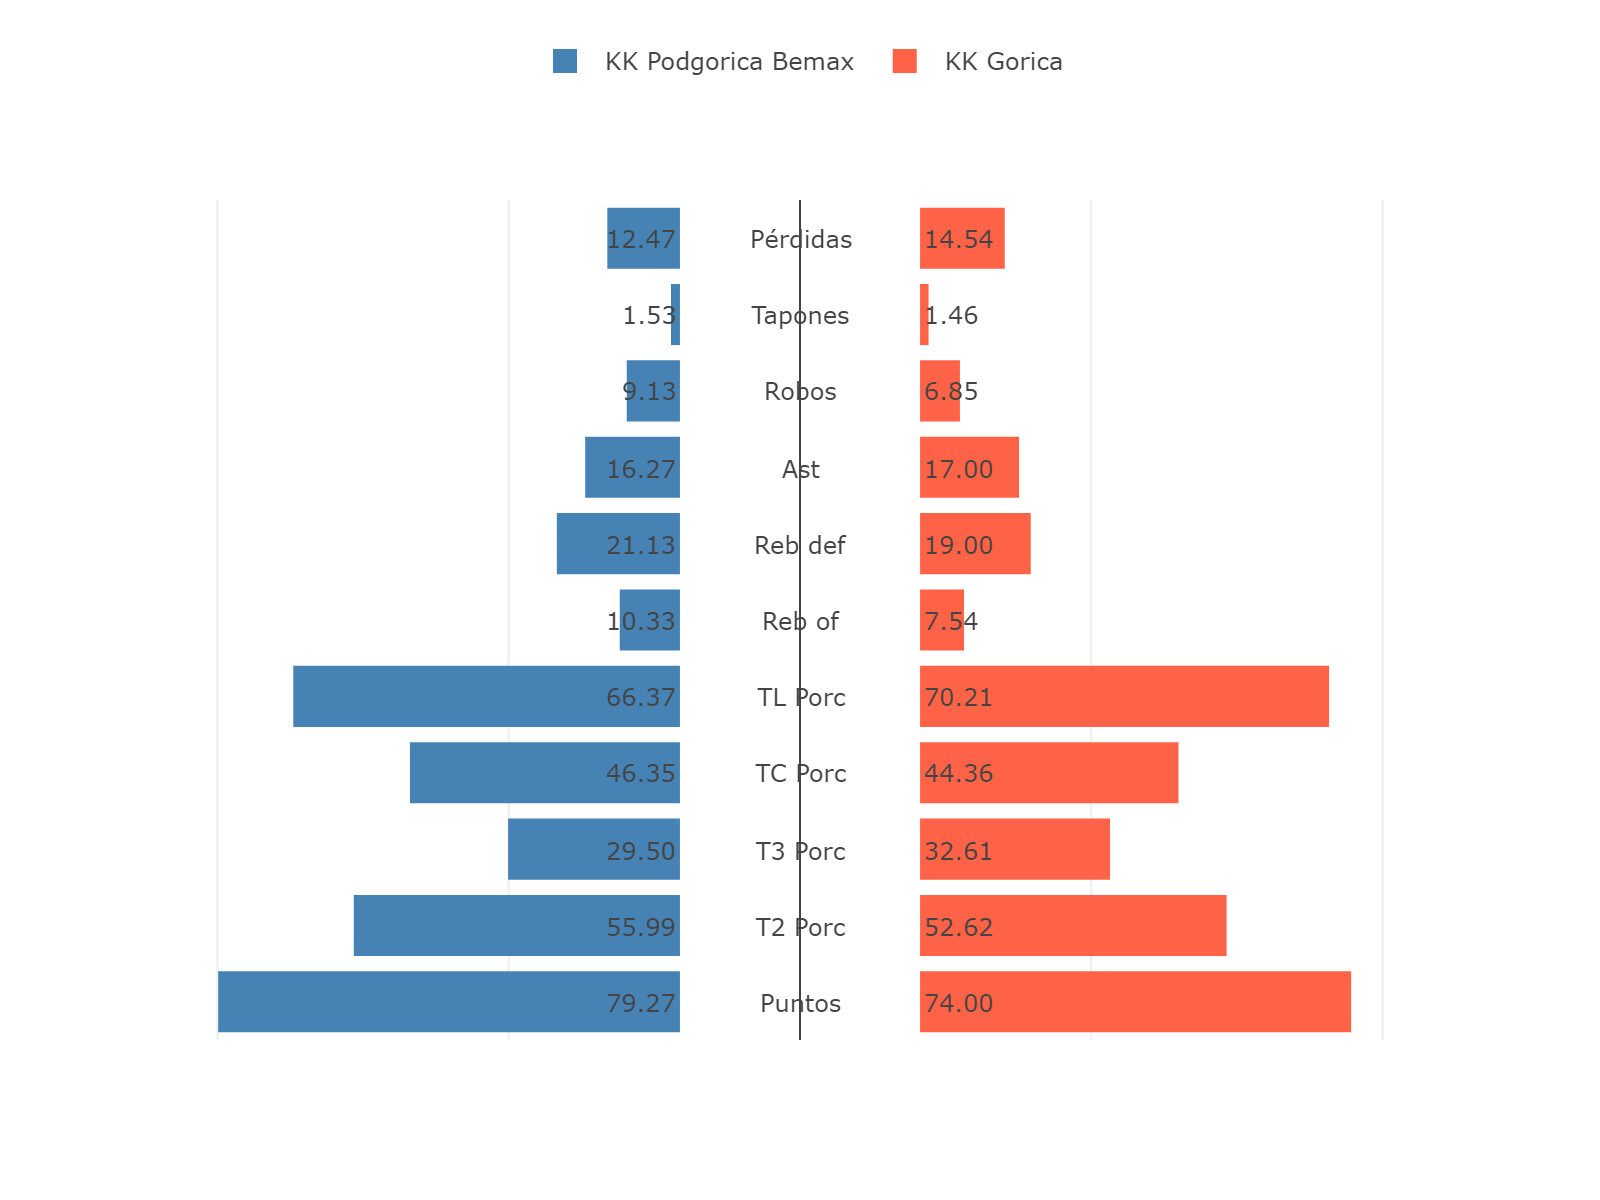 KK Podgorica Bemax KK Gorica
12.47 Pérdidas 14.54
1.53 Tapones 1.46
9.13 Robos 6.85
16.27 Ast 17.00
21.13 Reb def 19.00
10.33 Reb of 7.54
66.37 TL Porc 70.21
46.35 TC Porc 44.36
29.50 T3 Porc 32.61
55.99 T2 Porc 52.62
79.27 Puntos 74.00